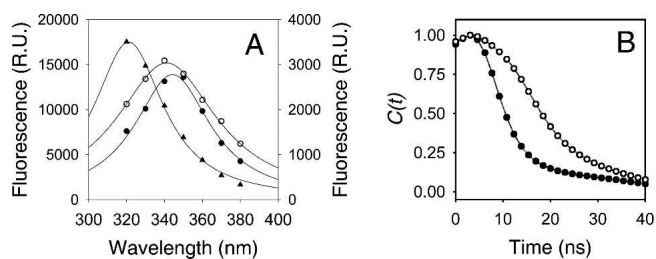 A
Fluorescence (R.U.)
20000
15000
10000
5000
0
4000
3000
2000
1000
0
Fluorescence (R.U.)
300 320 340 360 380 400
Wavelength (nm)
B
C(t)
1.00
0.75
0.50
0.25
0.00
0 10 20 30 40
Time (ns)